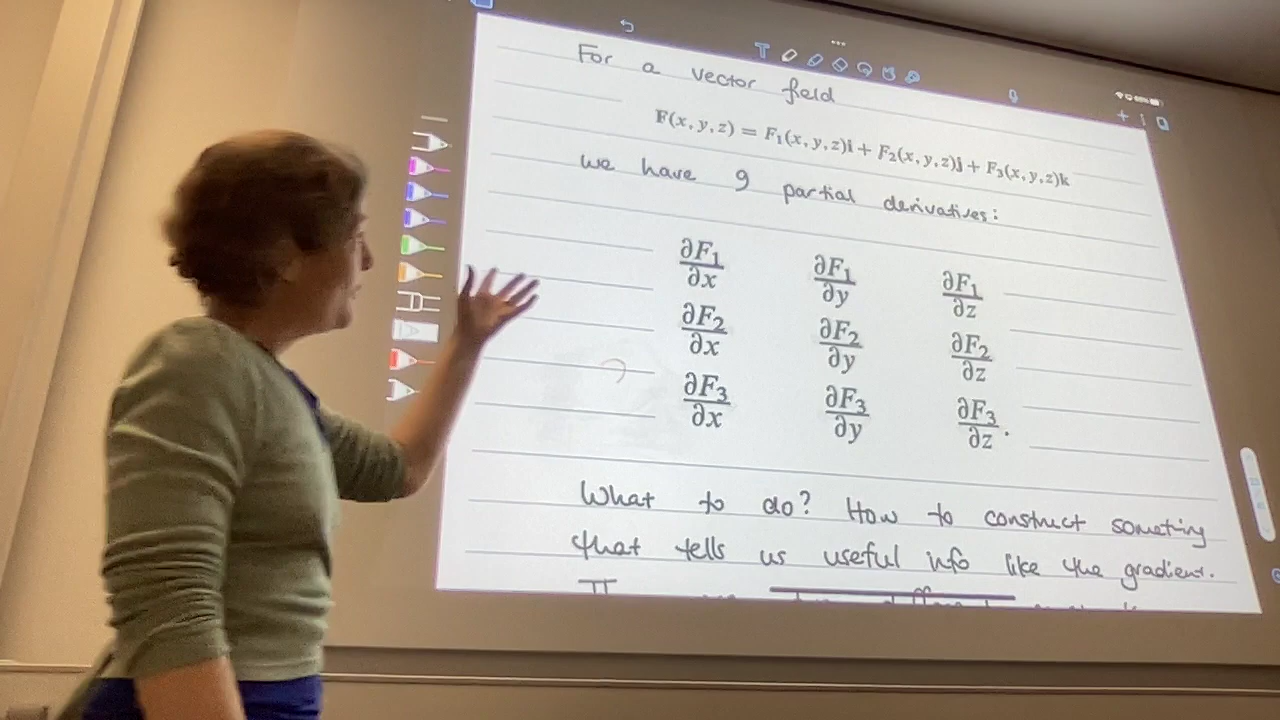 For a vector field
F(x, y, z) = F₁(x, y, z)i + F₂(x, y, z)j + F₃(x, y, z)k
we have 9 partial derivatives:
∂F₁/∂x ∂F₁/∂y ∂F₁/∂z
∂F₂/∂x ∂F₂/∂y ∂F₂/∂z
∂F₃/∂x ∂F₃/∂y ∂F₃/∂z.
What to do? How to construct someting
that tells us useful info like the gradient.